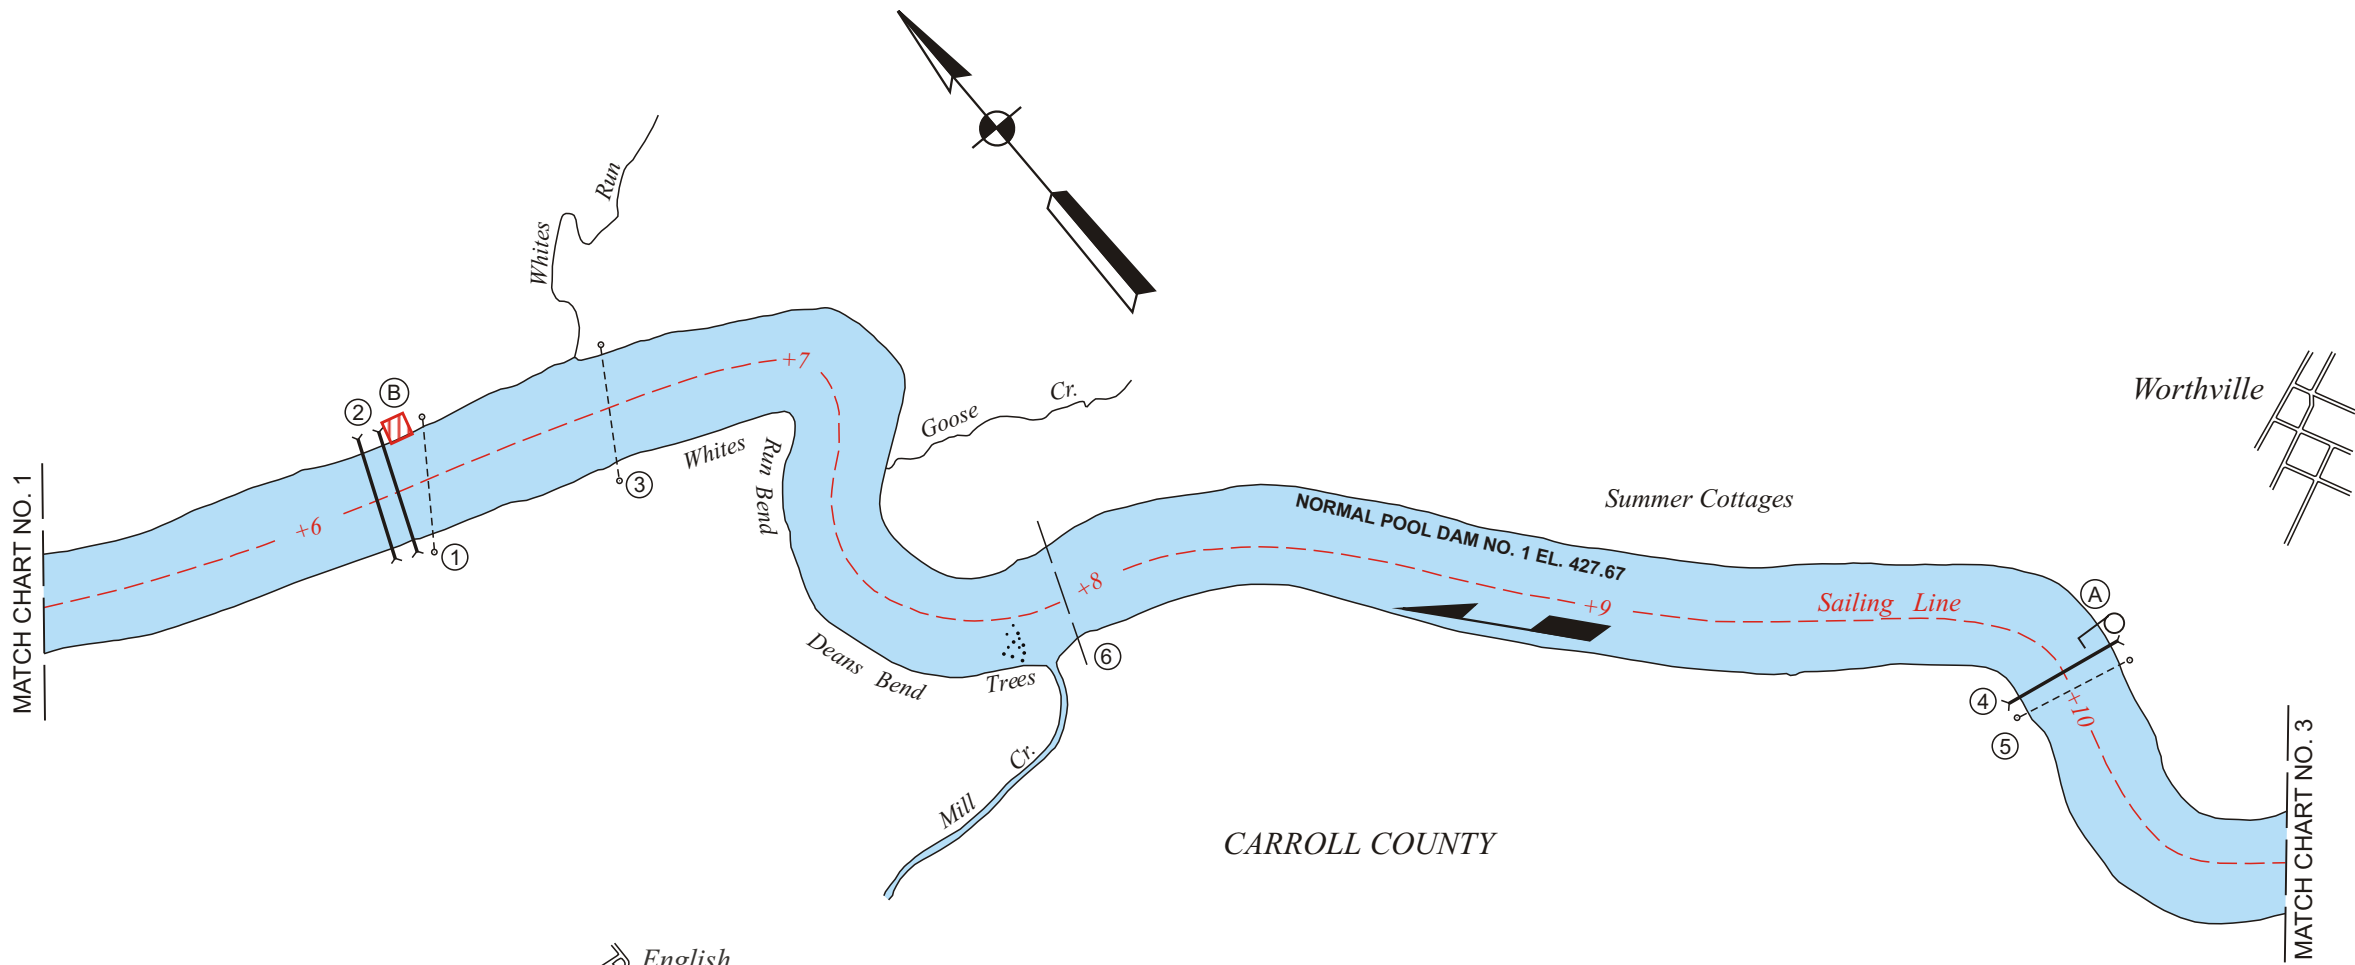 Whites Run
B
2
+7
Goose Cr.
Worthville
MATCH CHART NO. 1
+6
1
3
Whites Run Bend
NORMAL POOL DAM NO. 1 EL. 427.67
Summer Cottages
+8
+9
Sailing Line
A
6
Deans Bend
Trees
4
+10
5
Mill Cr.
CARROLL COUNTY
MATCH CHART NO. 3
English